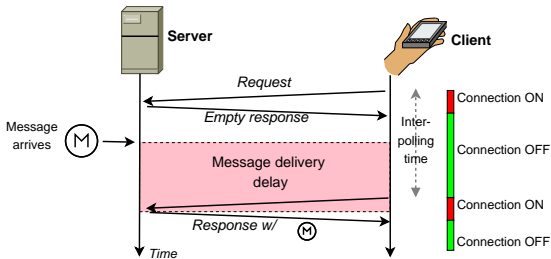 Server
Client
Request
Empty response
Message
arrives
M
Inter-
polling
time
Message delivery
delay
Response w/ M
Time
Connection ON
Connection OFF
Connection ON
Connection OFF